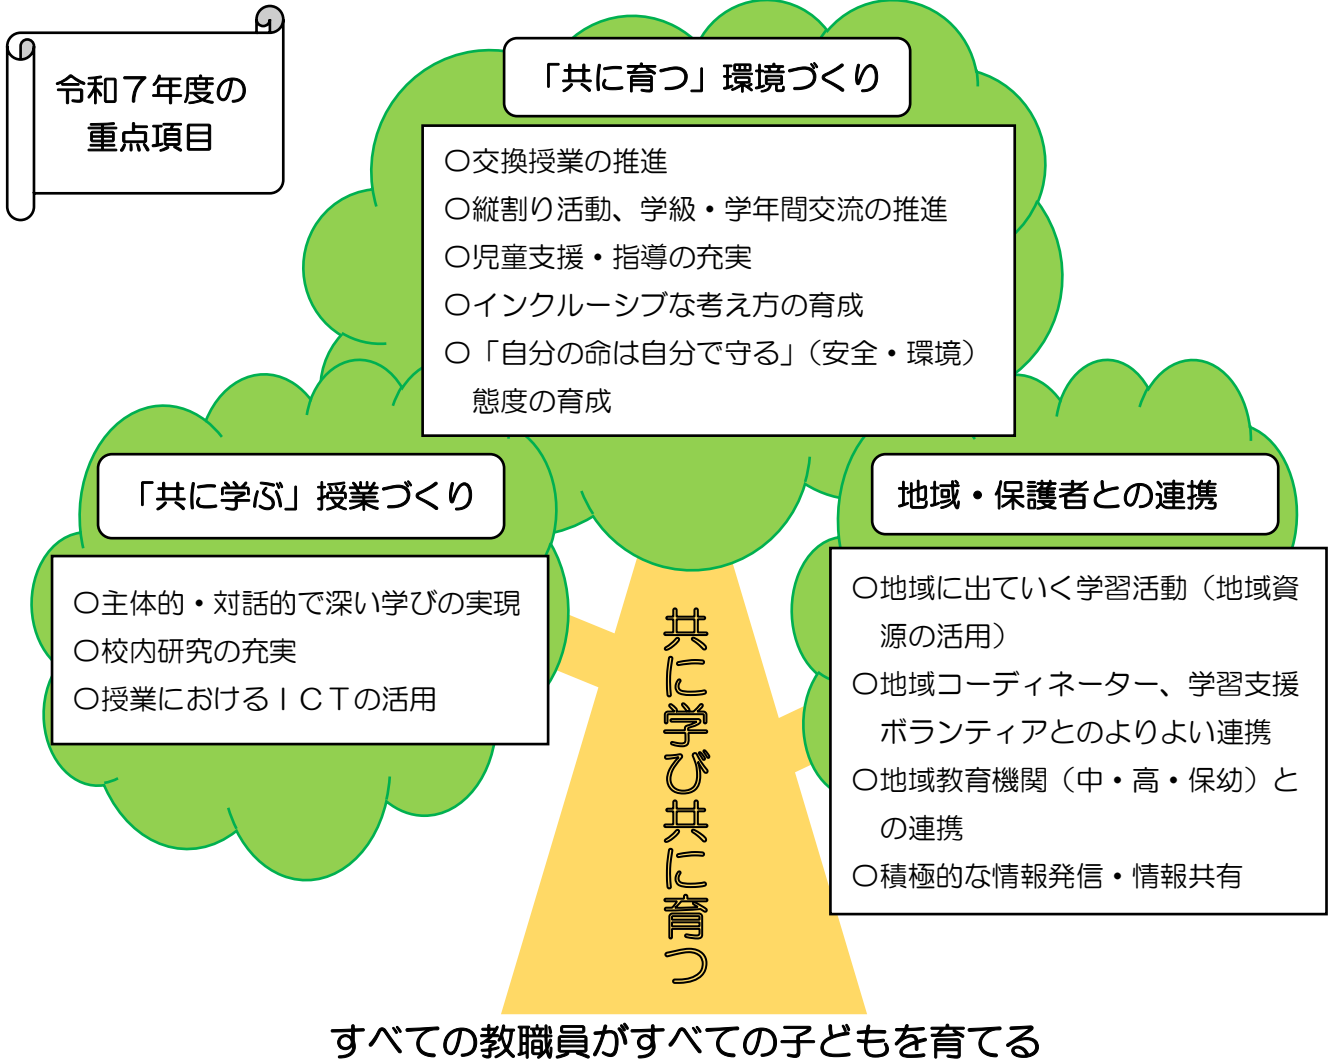 令和７年度の
重点項目
「共に育つ」環境づくり
〇交換授業の推進
〇縦割り活動、学級・学年間交流の推進
〇児童支援・指導の充実
〇インクルーシブな考え方の育成
〇「自分の命は自分で守る」（安全・環境）
態度の育成
「共に学ぶ」授業づくり
〇主体的・対話的で深い学びの実現
〇校内研究の充実
〇授業におけるＩＣＴの活用
地域・保護者との連携
〇地域に出ていく学習活動（地域資
源の活用）
〇地域コーディネーター、学習支援
ボランティアとのよりよい連携
〇地域教育機関（中・高・保幼）と
の連携
〇積極的な情報発信・情報共有
共に学び共に育つ
すべての教職員がすべての子どもを育てる